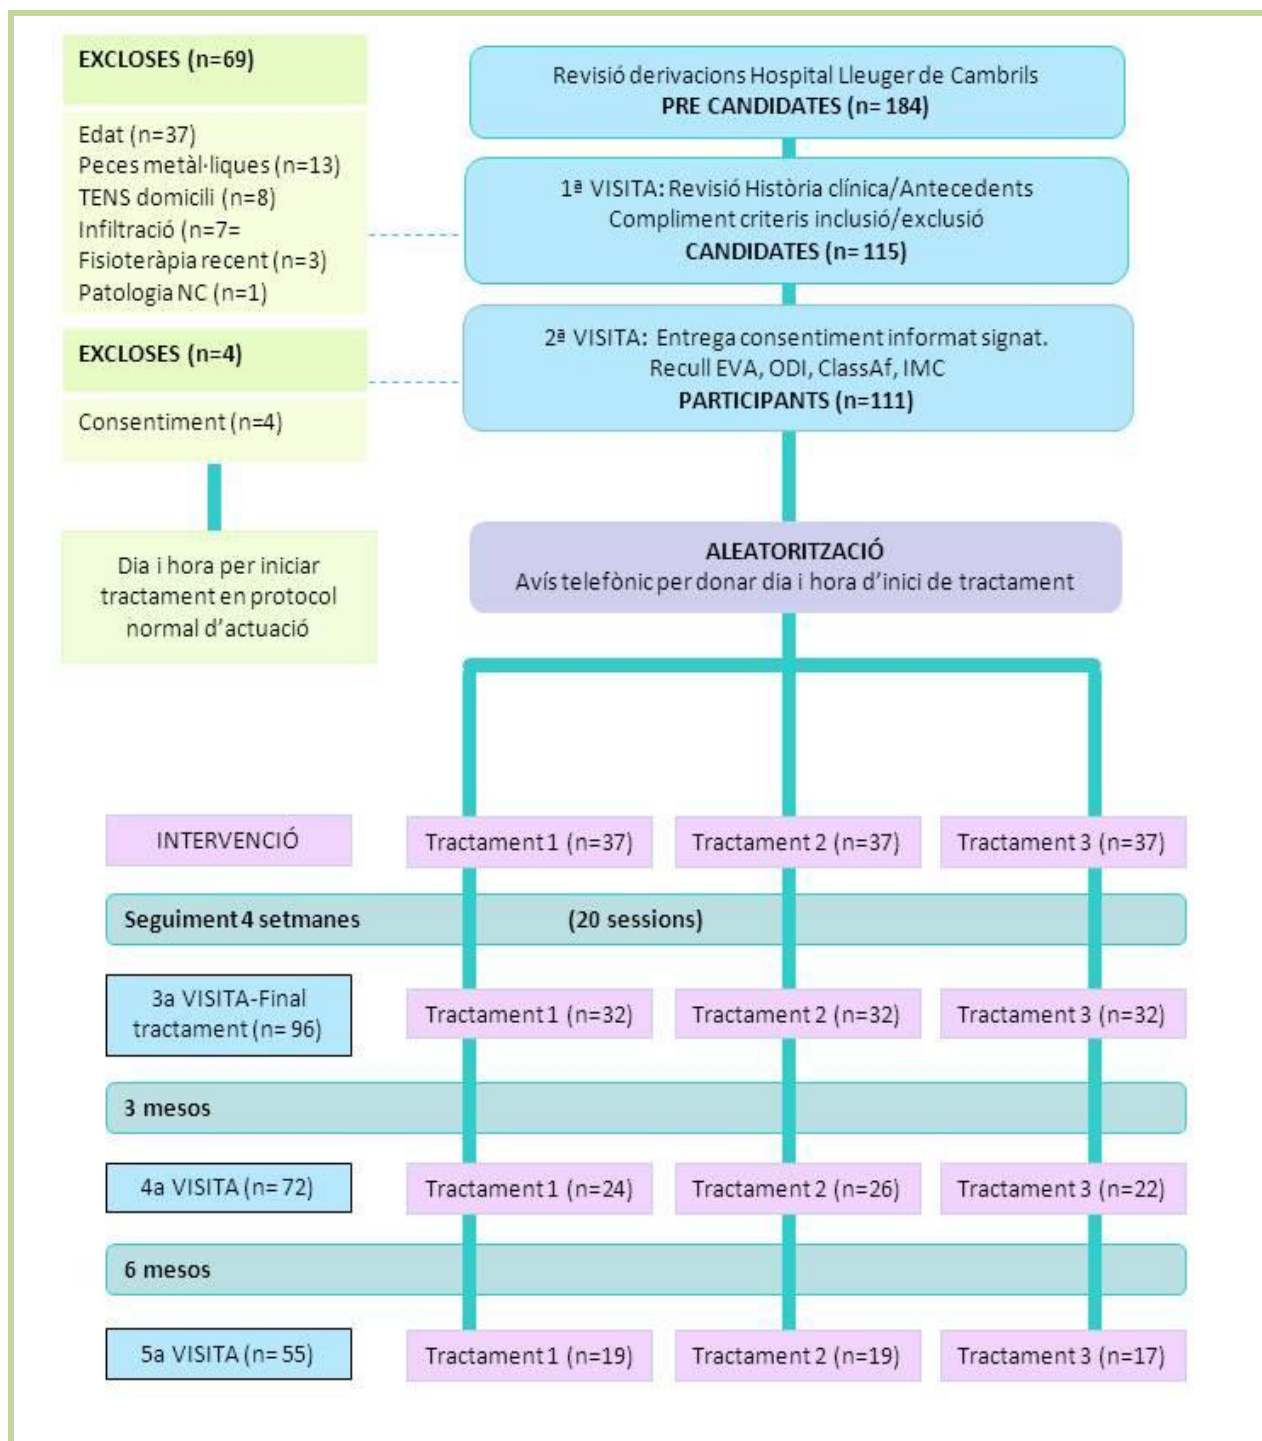 EXCLOSES (n=69)
Edat (n=37)
Peces metàl·liques (n=13)
TENS domicili (n=8)
Infiltració (n=7=
Fisioteràpia recent (n=3)
Patologia NC (n=1)
EXCLOSES (n=4)
Consentiment (n=4)
Dia i hora per iniciar
tractament en protocol
normal d'actuació
Revisió derivacions Hospital Lleuger de Cambrils
PRE CANDIDATES (n= 184)
1ª VISITA: Revisió Història clínica/Antecedents
Compliment criteris inclusió/exclusió
CANDIDATES (n= 115)
2ª VISITA: Entrega consentiment informat signat.
Recull EVA, ODI, ClassAf, IMC
PARTICIPANTS (n=111)
ALEATORITZACIÓ
Avís telefònic per donar dia i hora d'inici de tractament
INTERVENCIÓ
Tractament 1 (n=37)
Tractament 2 (n=37)
Tractament 3 (n=37)
Seguiment 4 setmanes (20 sessions)
3a VISITA-Final
tractament (n= 96)
Tractament 1 (n=32)
Tractament 2 (n=32)
Tractament 3 (n=32)
3 mesos
4a VISITA (n= 72)
Tractament 1 (n=24)
Tractament 2 (n=26)
Tractament 3 (n=22)
6 mesos
5a VISITA (n= 55)
Tractament 1 (n=19)
Tractament 2 (n=19)
Tractament 3 (n=17)